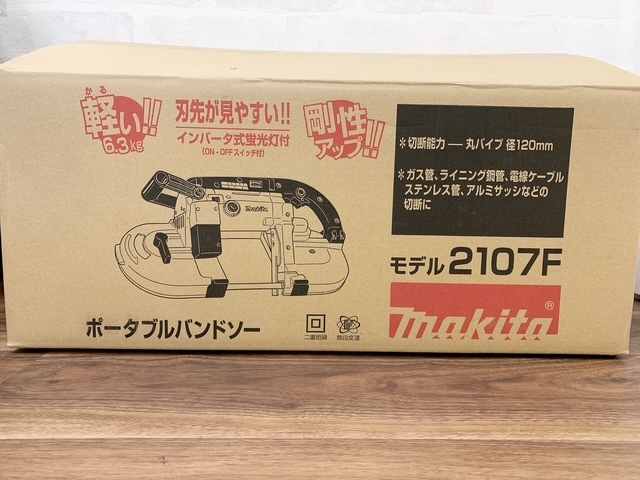 かる
軽い!!
6.3kg
刃先が見やすい!!
インバータ式蛍光灯付
(ON-OFFスイッチ付)
剛性
アップ!!
＊切断能力 ― 丸パイプ 径120mm
＊ガス管、ライニング鋼管、電線ケーブル
ステンレス管、アルミサッシなどの
切断に
makita
モデル 2107F
makita®
ポータブルバンドソー
二重絶縁
無段変速